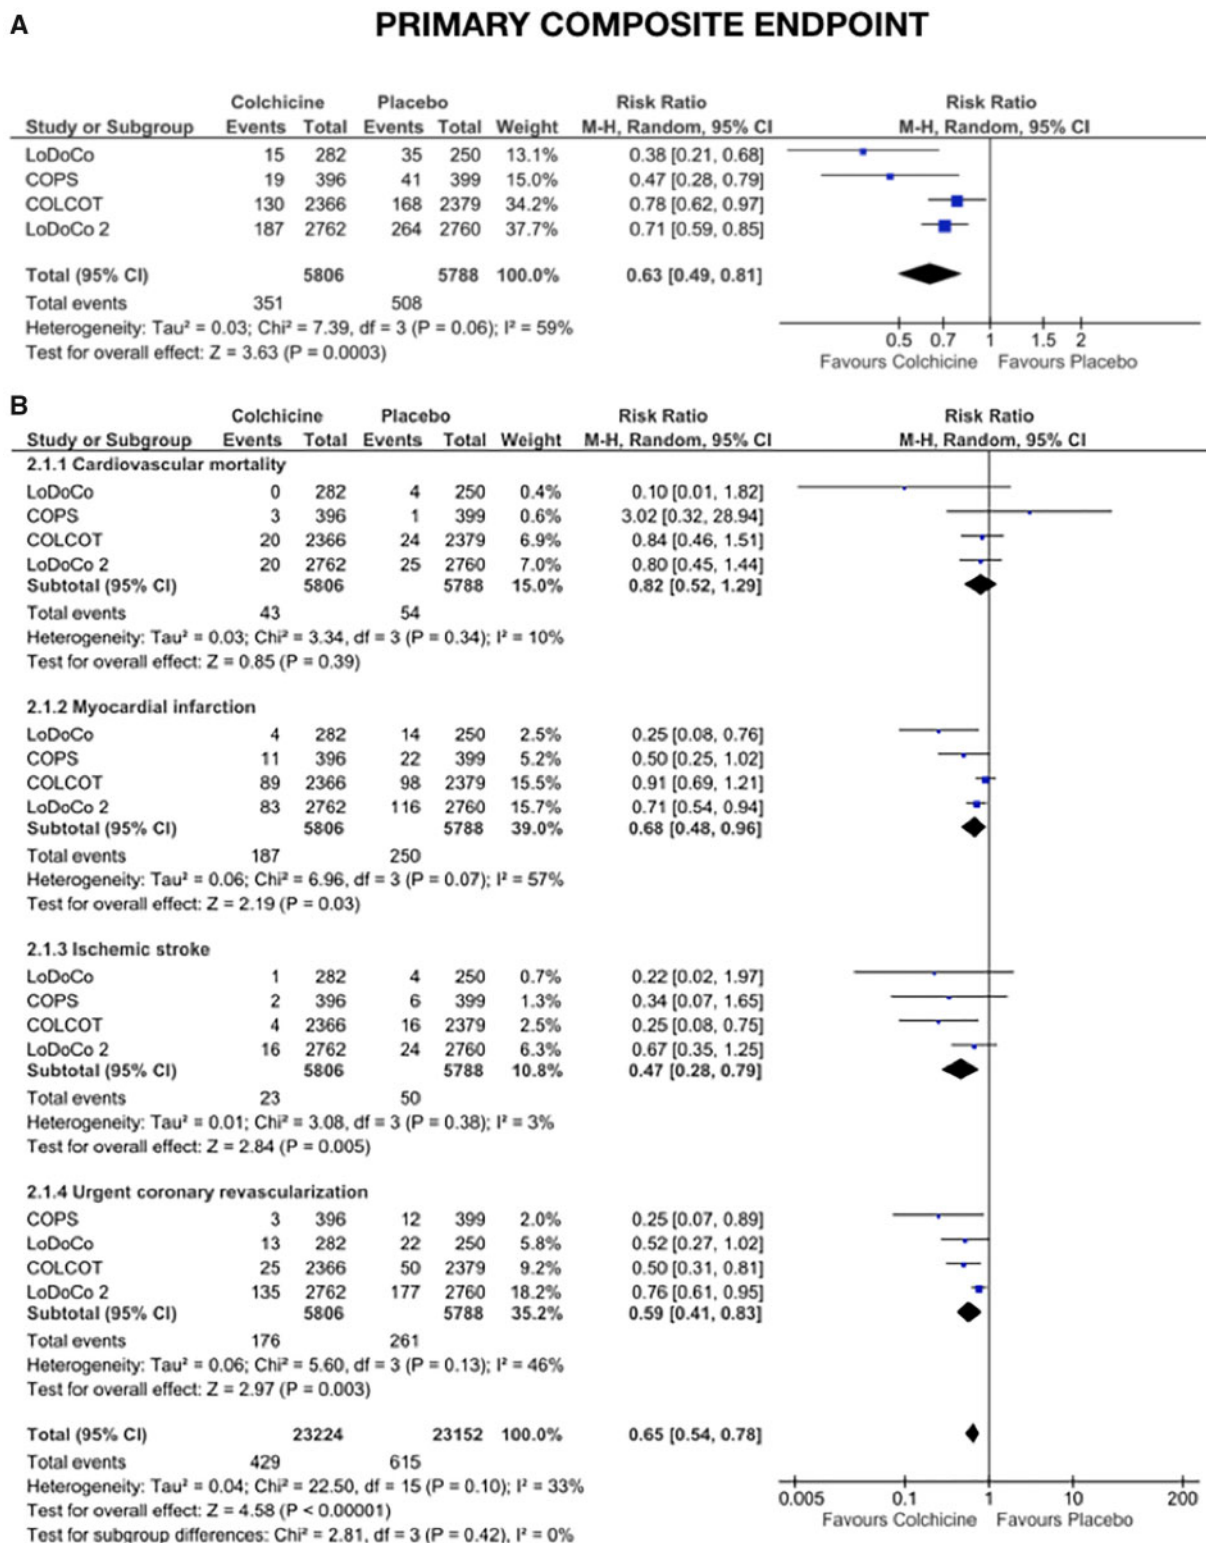 A
PRIMARY COMPOSITE ENDPOINT
Colchicine Placebo Risk Ratio Risk Ratio
Study or Subgroup Events Total Events Total Weight M-H, Random, 95% CI M-H, Random, 95% CI
LoDoCo 15 282 35 250 13.1% 0.38 [0.21, 0.68]
COPS 19 396 41 399 15.0% 0.47 [0.28, 0.79]
COLCOT 130 2366 168 2379 34.2% 0.78 [0.62, 0.97]
LoDoCo 2 187 2762 264 2760 37.7% 0.71 [0.59, 0.85]
Total (95% CI) 5806 5788 100.0% 0.63 [0.49, 0.81]
Total events 351 508
Heterogeneity: Tau² = 0.03; Chi² = 7.39, df = 3 (P = 0.06); I² = 59%
Test for overall effect: Z = 3.63 (P = 0.0003)
0.5 0.7 1 1.5 2
Favours Colchicine Favours Placebo
B
Colchicine Placebo Risk Ratio Risk Ratio
Study or Subgroup Events Total Events Total Weight M-H, Random, 95% CI M-H, Random, 95% CI
2.1.1 Cardiovascular mortality
LoDoCo 0 282 4 250 0.4% 0.10 [0.01, 1.82]
COPS 3 396 1 399 0.6% 3.02 [0.32, 28.94]
COLCOT 20 2366 24 2379 6.9% 0.84 [0.46, 1.51]
LoDoCo 2 20 2762 25 2760 7.0% 0.80 [0.45, 1.44]
Subtotal (95% CI) 5806 5788 15.0% 0.82 [0.52, 1.29]
Total events 43 54
Heterogeneity: Tau² = 0.03; Chi² = 3.34, df = 3 (P = 0.34); I² = 10%
Test for overall effect: Z = 0.85 (P = 0.39)
2.1.2 Myocardial infarction
LoDoCo 4 282 14 250 2.5% 0.25 [0.08, 0.76]
COPS 11 396 22 399 5.2% 0.50 [0.25, 1.02]
COLCOT 89 2366 98 2379 15.5% 0.91 [0.69, 1.21]
LoDoCo 2 83 2762 116 2760 15.7% 0.71 [0.54, 0.94]
Subtotal (95% CI) 5806 5788 39.0% 0.68 [0.48, 0.96]
Total events 187 250
Heterogeneity: Tau² = 0.06; Chi² = 6.96, df = 3 (P = 0.07); I² = 57%
Test for overall effect: Z = 2.19 (P = 0.03)
2.1.3 Ischemic stroke
LoDoCo 1 282 4 250 0.7% 0.22 [0.02, 1.97]
COPS 2 396 6 399 1.3% 0.34 [0.07, 1.65]
COLCOT 4 2366 16 2379 2.5% 0.25 [0.08, 0.75]
LoDoCo 2 16 2762 24 2760 6.3% 0.67 [0.35, 1.25]
Subtotal (95% CI) 5806 5788 10.8% 0.47 [0.28, 0.79]
Total events 23 50
Heterogeneity: Tau² = 0.01; Chi² = 3.08, df = 3 (P = 0.38); I² = 3%
Test for overall effect: Z = 2.84 (P = 0.005)
2.1.4 Urgent coronary revascularization
COPS 3 396 12 399 2.0% 0.25 [0.07, 0.89]
LoDoCo 13 282 22 250 5.8% 0.52 [0.27, 1.02]
COLCOT 25 2366 50 2379 9.2% 0.50 [0.31, 0.81]
LoDoCo 2 135 2762 177 2760 18.2% 0.76 [0.61, 0.95]
Subtotal (95% CI) 5806 5788 35.2% 0.59 [0.41, 0.83]
Total events 176 261
Heterogeneity: Tau² = 0.06; Chi² = 5.60, df = 3 (P = 0.13); I² = 46%
Test for overall effect: Z = 2.97 (P = 0.003)
Total (95% CI) 23224 23152 100.0% 0.65 [0.54, 0.78]
Total events 429 615
Heterogeneity: Tau² = 0.04; Chi² = 22.50, df = 15 (P = 0.10); I² = 33%
Test for overall effect: Z = 4.58 (P < 0.00001)
Test for subgroup differences: Chi² = 2.81, df = 3 (P = 0.42), I² = 0%
0.005 0.1 1 10 200
Favours Colchicine Favours Placebo